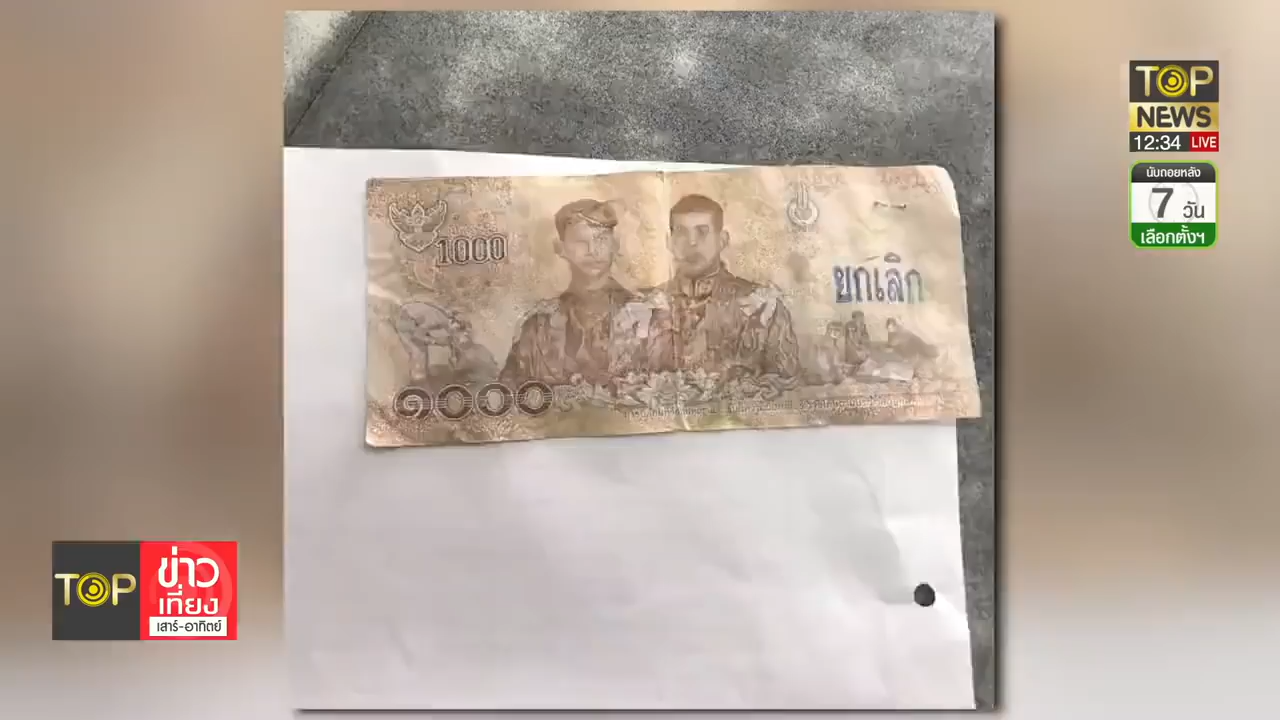 TOP
NEWS
12:34 LIVE
นับถอยหลัง
7 วัน
เลือกตั้งฯ
1000
ยกเลิก
๑๐๐๐
TOP
ข่าว
เที่ยง
เสาร์-อาทิตย์